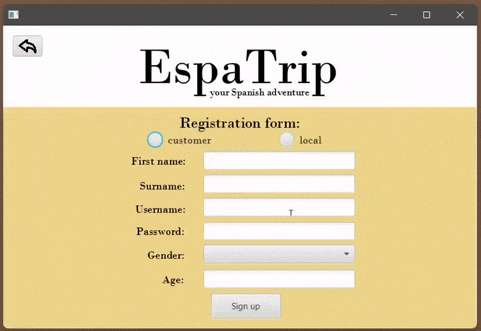 EspaTrip
your Spanish adventure
Registration form:
customer local
First name:
Surname:
Username:
Password:
Gender:
Age:
Sign up